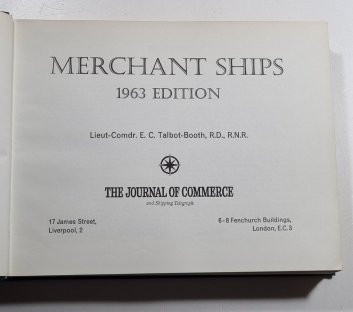 MERCHANT SHIPS
1963 EDITION
Lieut-Comdr. E. C. Talbot-Booth, R.D., R.N.R.
THE JOURNAL OF COMMERCE
and Shipping Telegraph
17 James Street,
Liverpool, 2
6-8 Fenchurch Buildings,
London, E.C.3